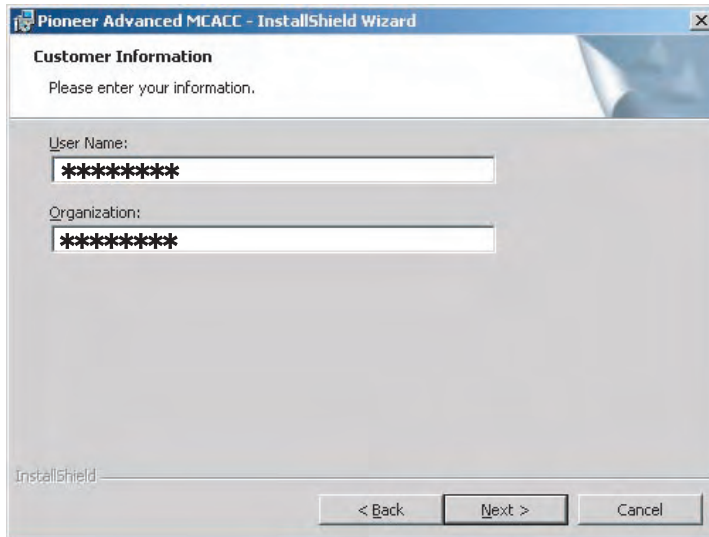 Pioneer Advanced MCACC - InstallShield Wizard
Customer Information
Please enter your information.
User Name:
********
Organization:
********
InstallShield
< Back Next > Cancel